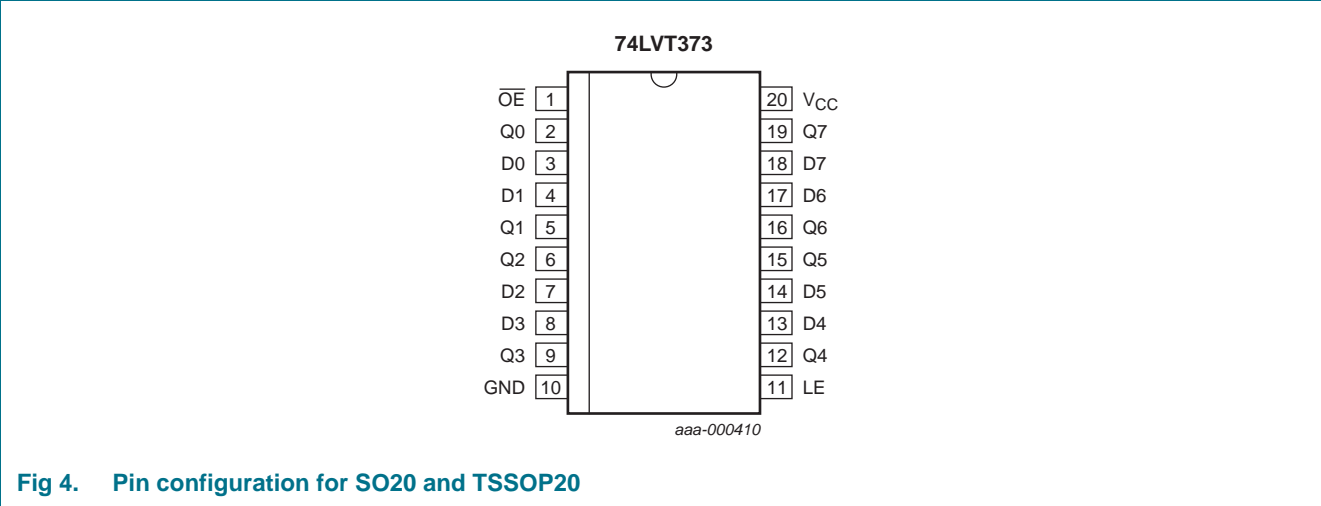 74LVT373
OE 1 20 VCC
Q0 2 19 Q7
D0 3 18 D7
D1 4 17 D6
Q1 5 16 Q6
Q2 6 15 Q5
D2 7 14 D5
D3 8 13 D4
Q3 9 12 Q4
GND 10 11 LE
aaa-000410
Fig 4. Pin configuration for SO20 and TSSOP20